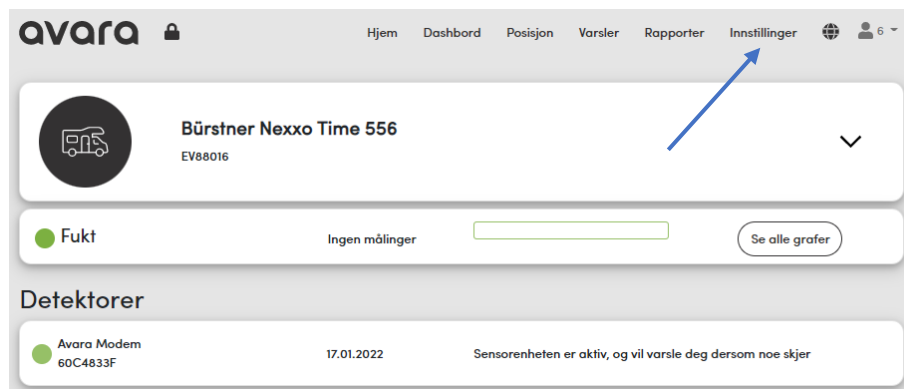 avara Hjem Dashbord Posisjon Varsler Rapporter Innstillinger 6
Bürstner Nexxo Time 556
EV88016
Fukt Ingen målinger Se alle grafer
Detektorer
Avara Modem
60C4833F
17.01.2022 Sensorenheten er aktiv, og vil varsle deg dersom noe skjer